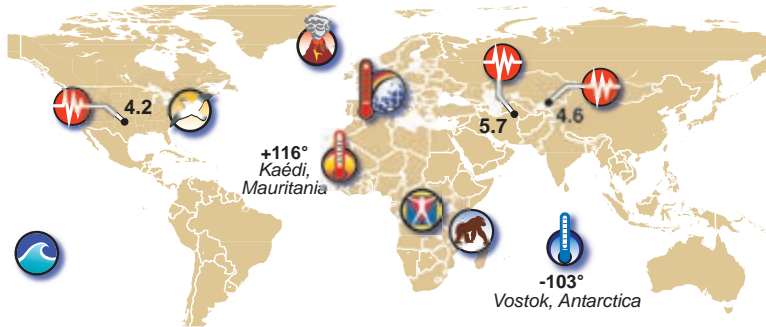 4.2
5.7
4.6
+116°
Kaédi,
Mauritania
-103°
Vostok, Antarctica